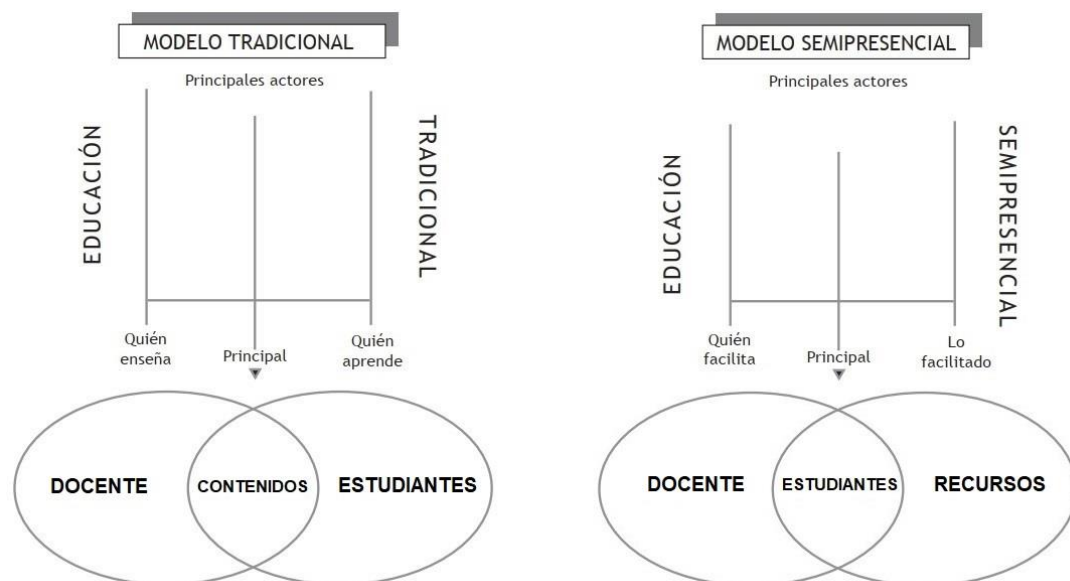 MODELO TRADICIONAL
Principales actores
EDUCACIÓN
TRADICIONAL
Quién
enseña
Principal
Quién
aprende
DOCENTE
CONTENIDOS
ESTUDIANTES
MODELO SEMIPRESENCIAL
Principales actores
EDUCACIÓN
SEMIPRESENCIAL
Quién
facilita
Principal
Lo
facilitado
DOCENTE
ESTUDIANTES
RECURSOS